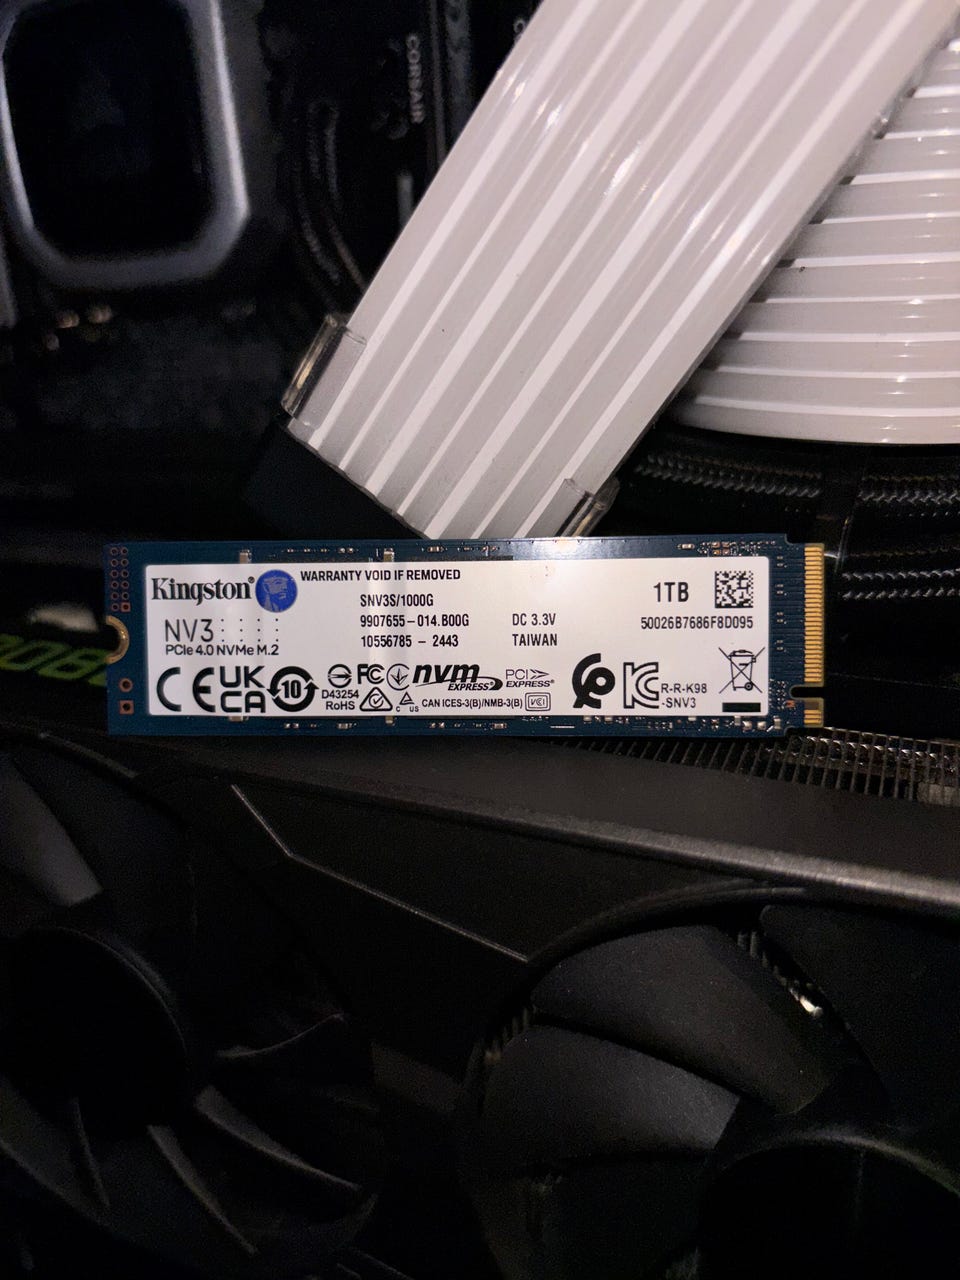 CORSAIR
Kingston®
WARRANTY VOID IF REMOVED
SNV3S/1000G
9907655-014.B00G
10556785 - 2443
DC 3.3V
TAIWAN
1TB
50026B7686F8D095
NV3
PCIe 4.0 NVMe M.2
CE
UK
CA
10
D43254
RoHS
FC
C US
nvm
EXPRESS®
PCI
EXPRESS®
CAN ICES-3(B)/NMB-3(B)
VCI
R-R-K98
-SNV3